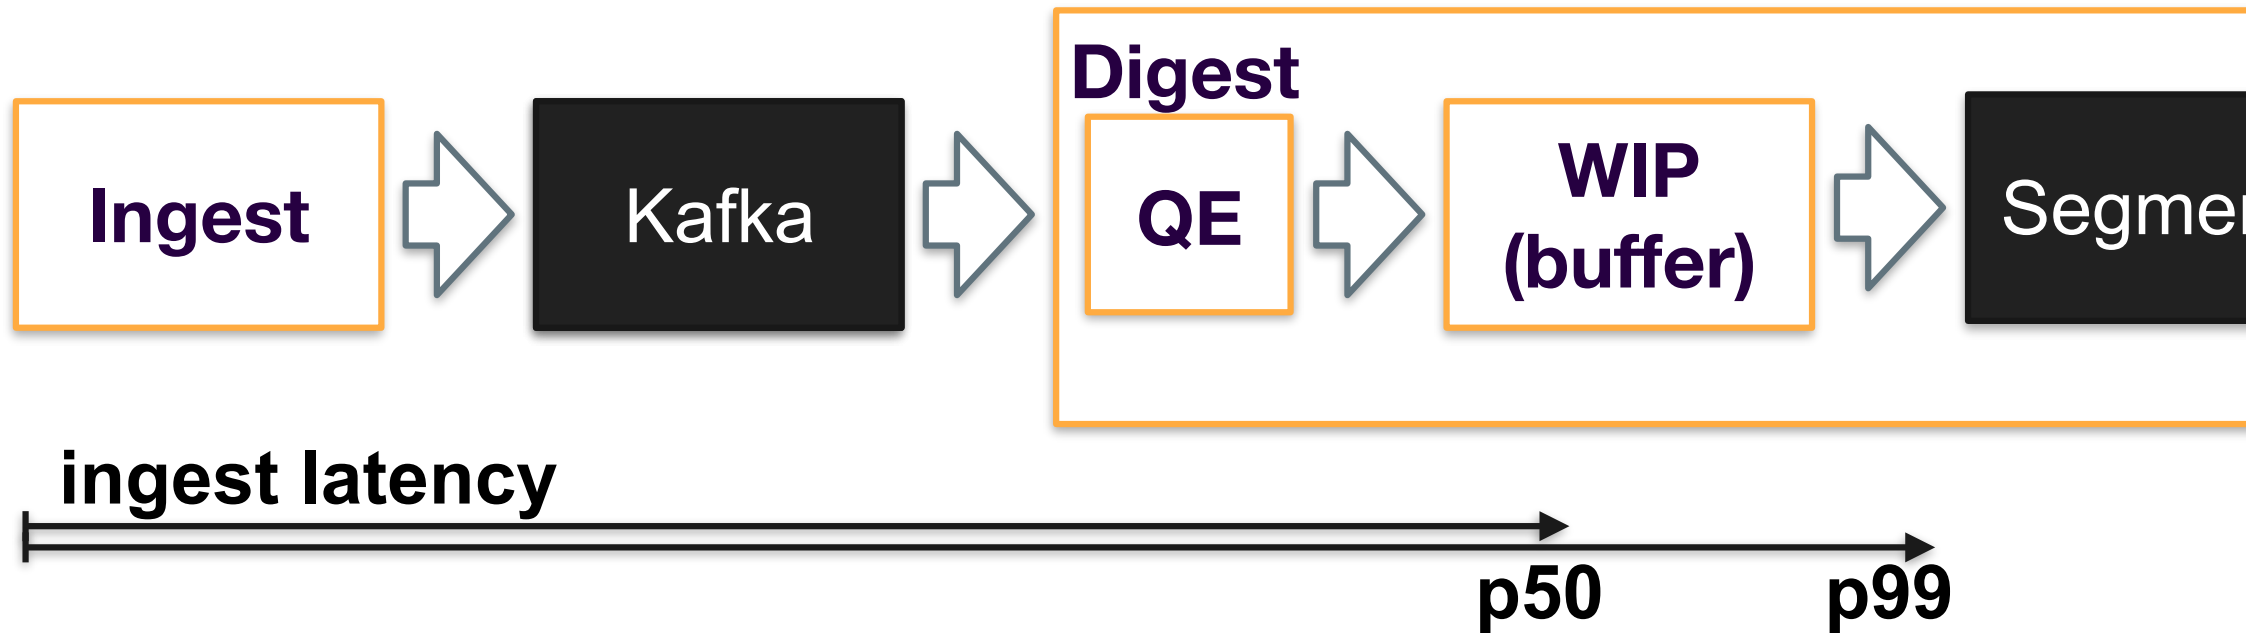 Digest
Ingest
Kafka
QE
WIP
(buffer)
ingest latency
p50
p99